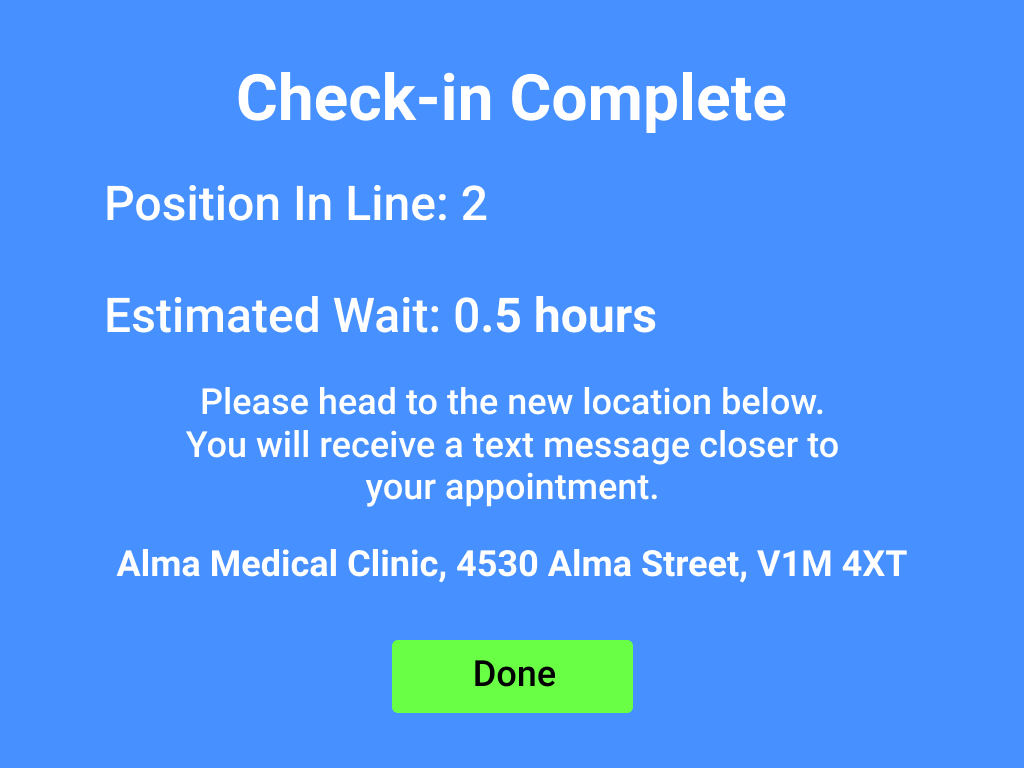 Check-in Complete
Position In Line: 2
Estimated Wait: 0.5 hours
Please head to the new location below.
You will receive a text message closer to
your appointment.
Alma Medical Clinic, 4530 Alma Street, V1M 4XT
Done